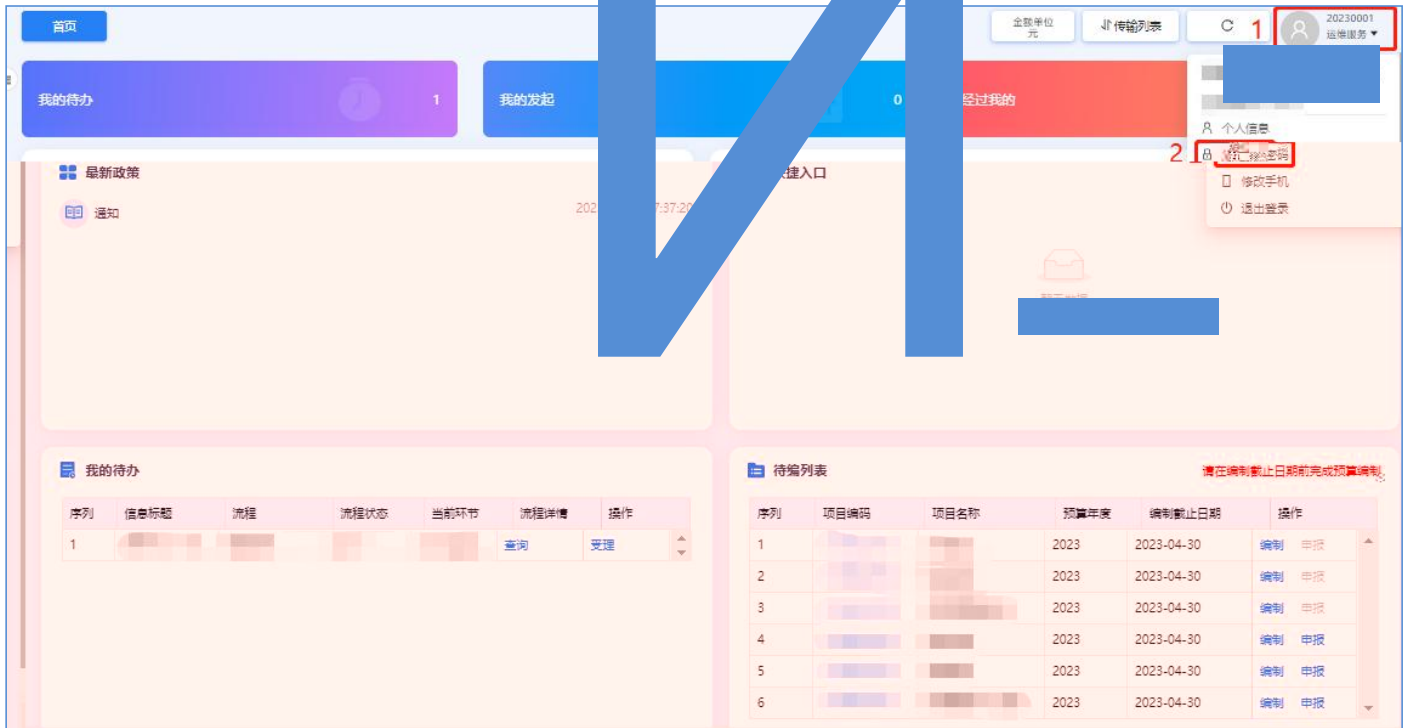 首页
金额单位
元
传输列表
1
20230001
运维服务
我的待办
1
我的发起
0
经过我的
个人信息
2
密码
修改手机
退出登录
最新政策
捷入口
通知
202
7:37:20
我的待办
待编列表
请在编制截止日期前完成预算编制
序列 信息标题 流程 流程状态 当前环节 流程详情 操作
1 查询 受理
序列 项目编码 项目名称 预算年度 编制截止日期 操作
1 2023 2023-04-30 编制 申报
2 2023 2023-04-30 编制 申报
3 2023 2023-04-30 编制 申报
4 2023 2023-04-30 编制 申报
5 2023 2023-04-30 编制 申报
6 2023 2023-04-30 编制 申报